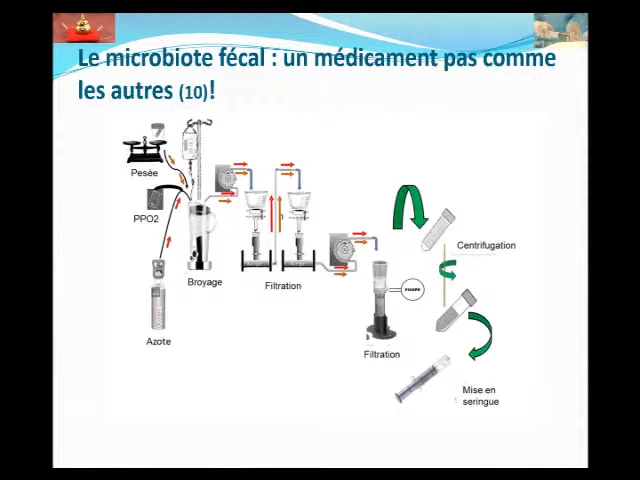 Le microbiote fécal : un médicament pas comme
les autres (10)!
Pesée
PPO2
Broyage
Azote
Filtration
POMPE
Filtration
Centrifugation
Mise en
seringue